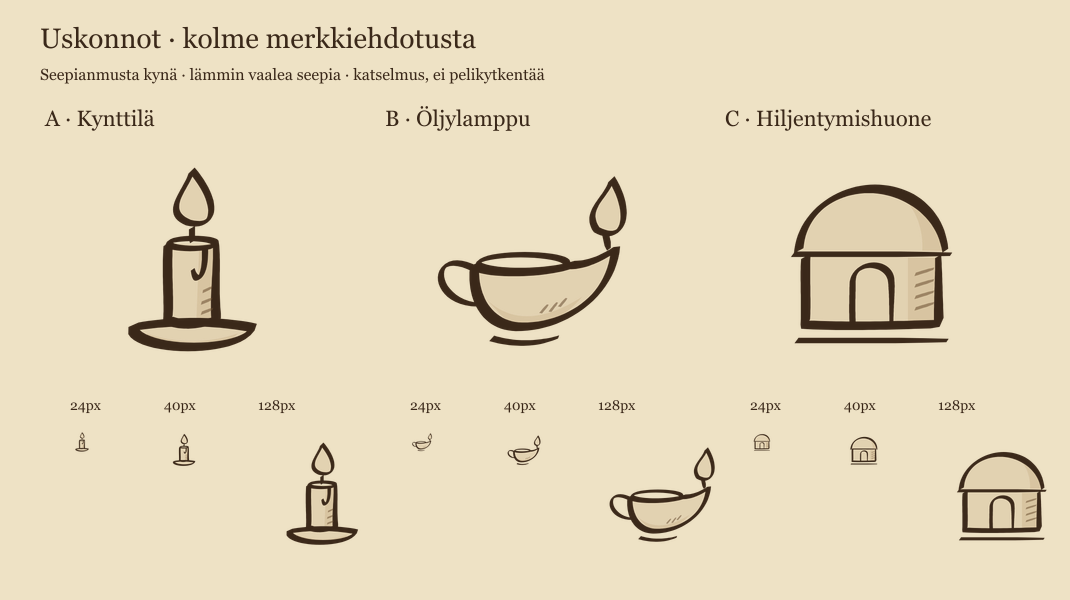 Uskonnot · kolme merkkiehdotusta
Seepianmusta kynä · lämmin vaalea seepia · katselmus, ei pelikytkentää
A · Kynttilä
B · Öljylamppu
C · Hiljentymishuone
24px 40px 128px
24px 40px 128px
24px 40px 128px